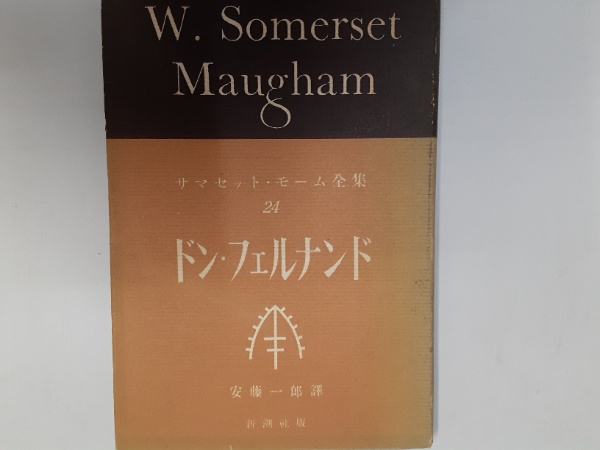 W. Somerset
Maugham
サマセット・モーム全集
24
ドン・フェルナンド
安藤一郎譯
新潮社版